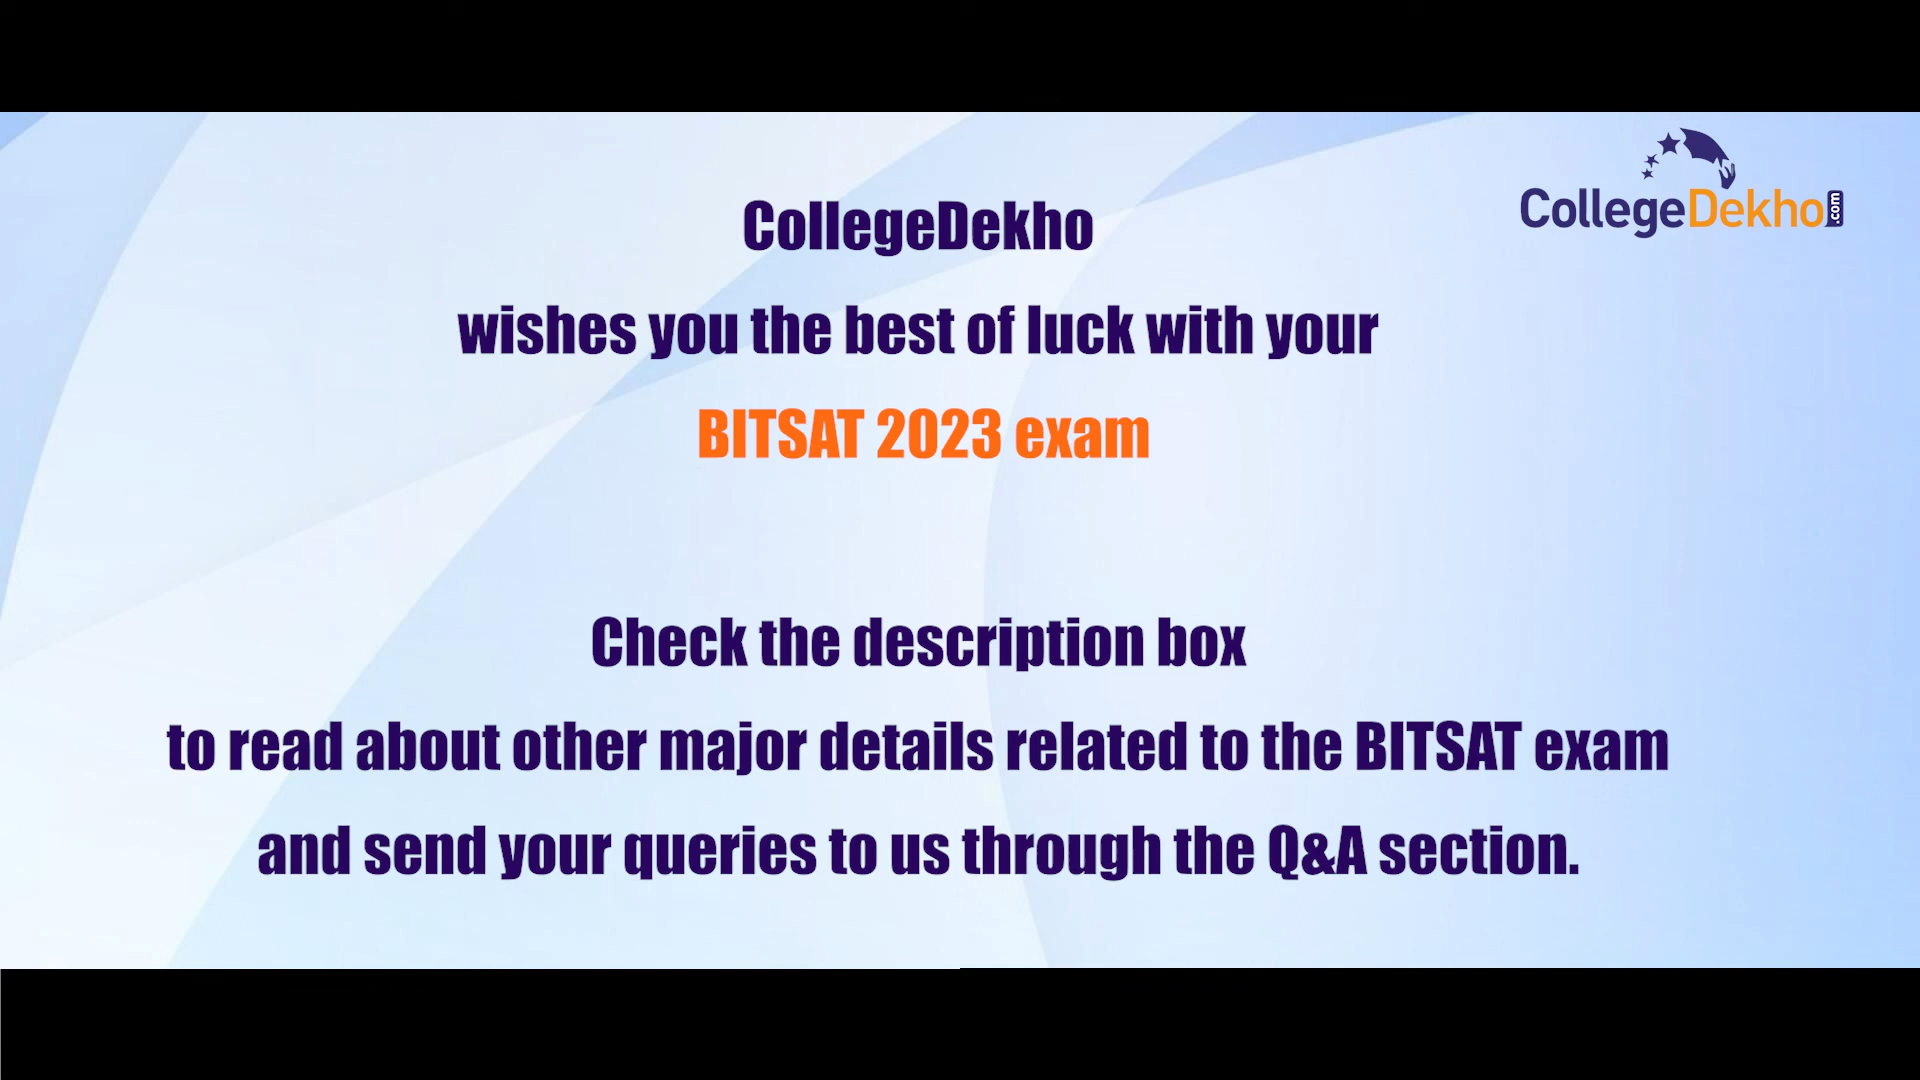 CollegeDekho.com
CollegeDekho
wishes you the best of luck with your
BITSAT 2023 exam
Check the description box
to read about other major details related to the BITSAT exam
and send your queries to us through the Q&A section.